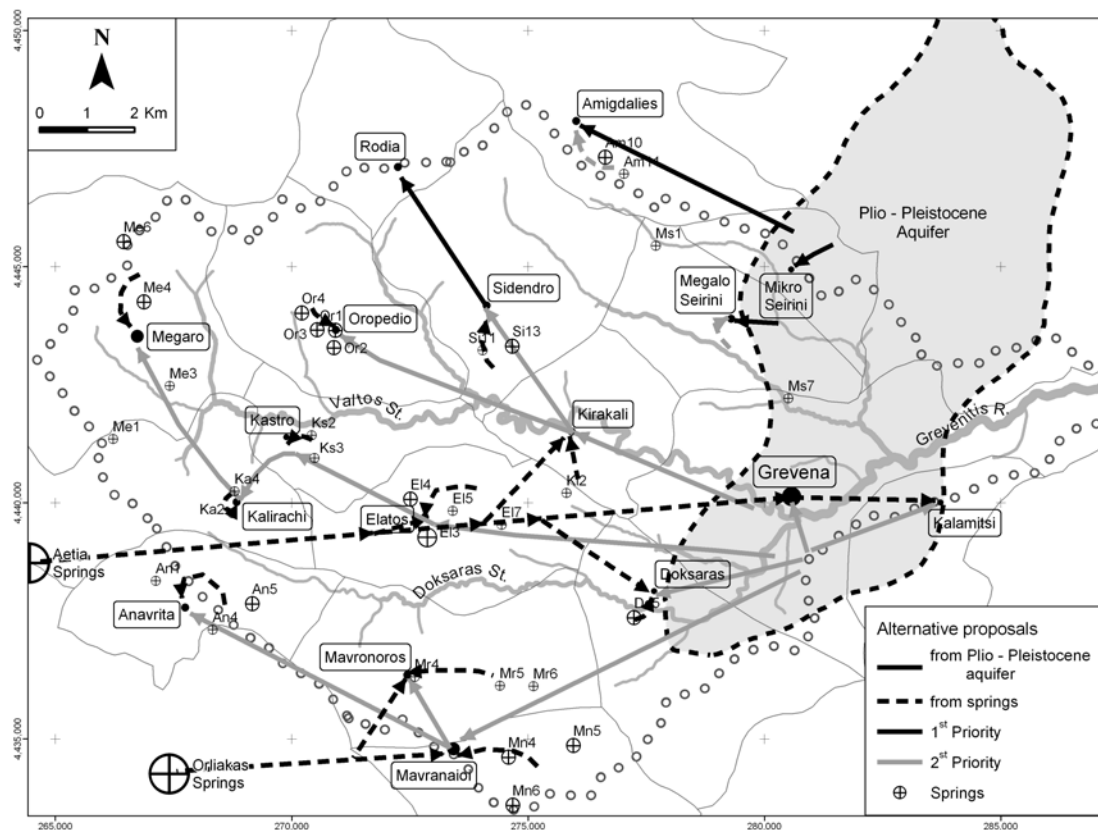 4,450.000
N
0 1 2 Km
Amigdalies
Rodia
Am10
Am11
Plio - Pleistocene
Aquifer
Me6
Ms1
4,445.000
Sidendro
Megalo
Seirini
Mikro
Seirini
Me4
Or4
Or1
Oropedio
Or3
Or2
Megaro
Si11
Si13
Me3
Ms7
Valtos St.
Kastro
Ks2
Kirakali
Grevenitis R.
Me1
Ks3
Grevena
Ka4
El4
El5
Ki2
4,440.000
Ka2
Kalirachi
Elatos
El7
Kalamitsi
El3
Aetia
Springs
An1
Doksaras St.
Doksaras
An5
Anavrita
An4
Alternative proposals
Mavronoros
Mr4
Mr5
Mr6
from Plio - Pleistocene
aquifer
from springs
4,435.000
Mn4
Mn5
1st Priority
Orliakas
Springs
Mavranaioi
2st Priority
Mn6
Springs
265.000
270.000
275.000
280.000
285.000